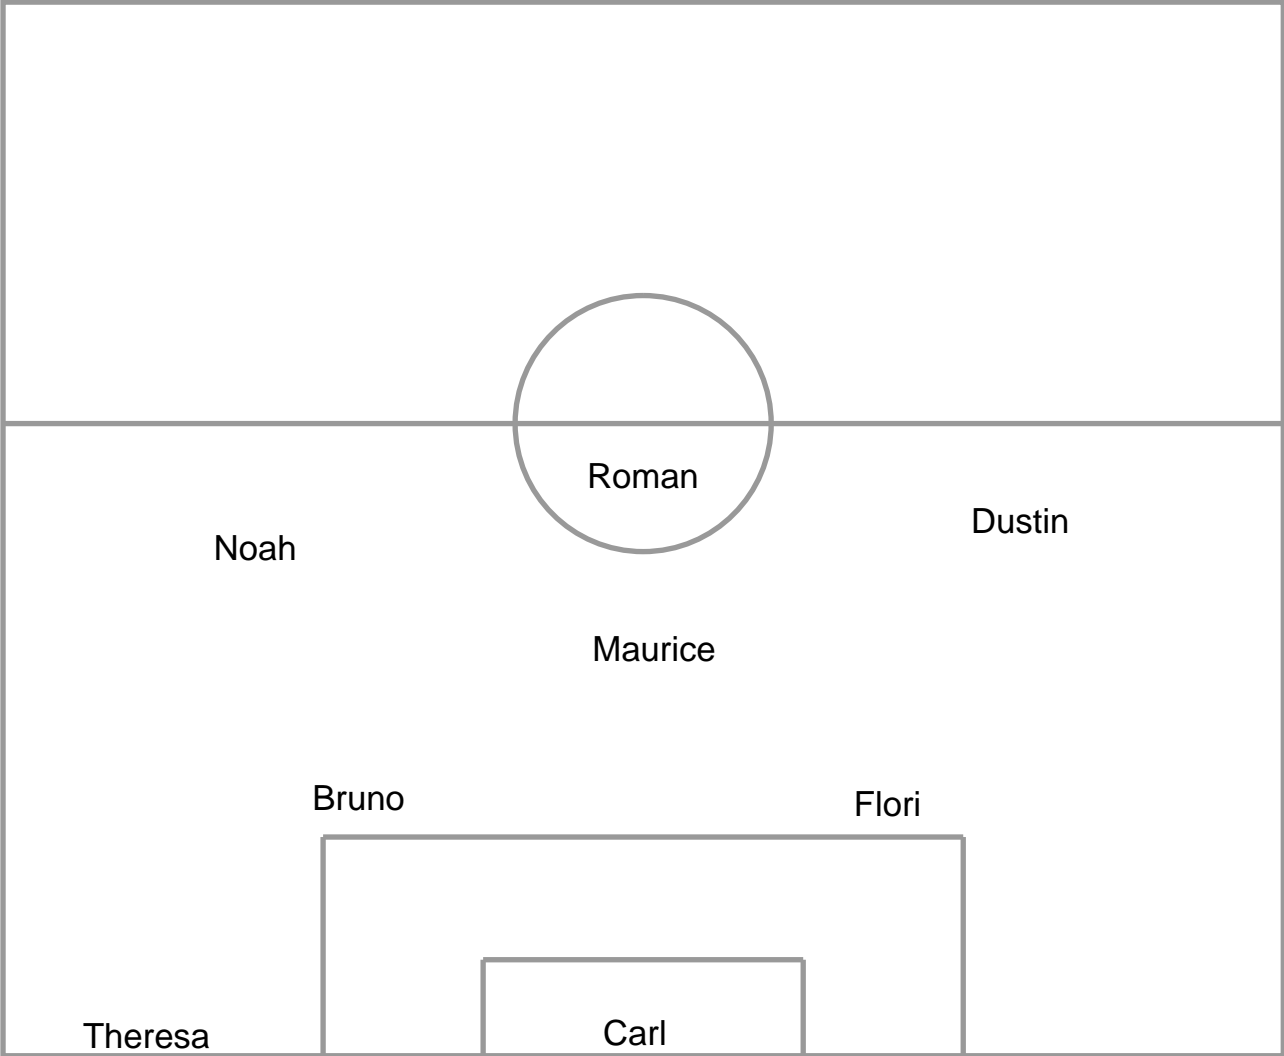 Roman
Dustin
Noah
Maurice
Bruno
Flori
Theresa
Carl